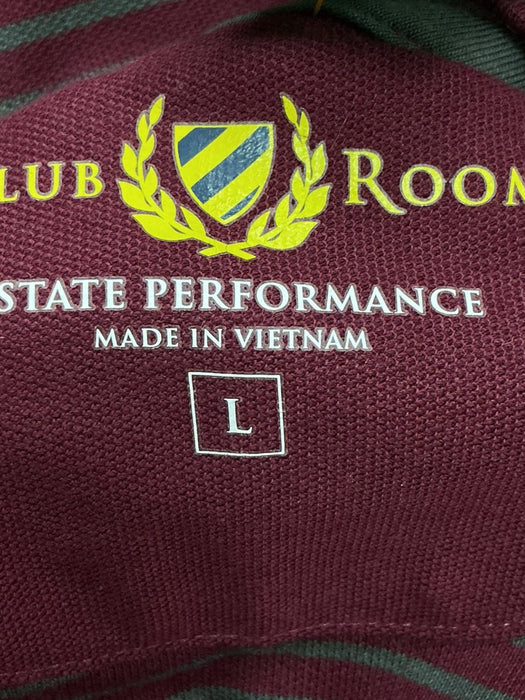 LUB ROOM
STATE PERFORMANCE
MADE IN VIETNAM
L